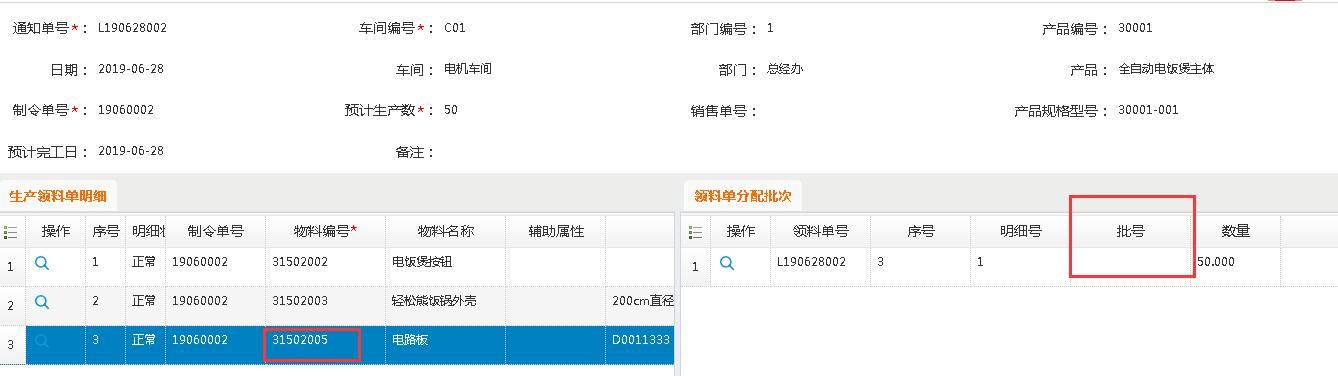 通知单号*： L190628002 车间编号*： C01 部门编号： 1 产品编号： 30001
日期： 2019-06-28 车间： 电机车间 部门： 总经办 产品： 全自动电饭煲主体
制令单号*： 19060002 预计生产数*： 50 销售单号： 产品规格型号： 30001-001
预计完工日： 2019-06-28 备注：
生产领料单明细
操作 序号 明细 制令单号 物料编号* 物料名称 辅助属性
1 1 正常 19060002 31502002 电饭煲按钮
2 2 正常 19060002 31502003 轻松熊饭锅外壳 200cm直径
3 3 正常 19060002 31502005 电路板 D0011333
领料单分配批次
操作 领料单号 序号 明细号 批号 数量
1 L190628002 3 1 50.000